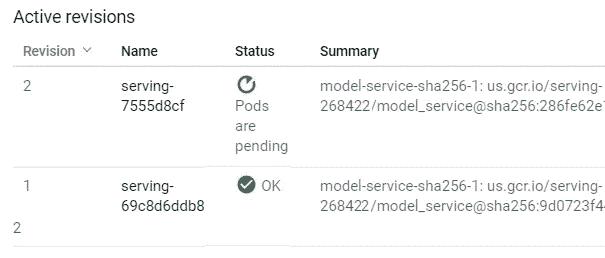 Active revisions
Revision Name Status Summary
2 serving- model-service-sha256-1: us.gcr.io/serving-
7555d8cf 268422/model_service@sha256:286fe62e
Pods
are
pending
1 serving- OK model-service-sha256-1: us.gcr.io/serving-
69c8d6ddb8 268422/model_service@sha256:9d0723f4
2